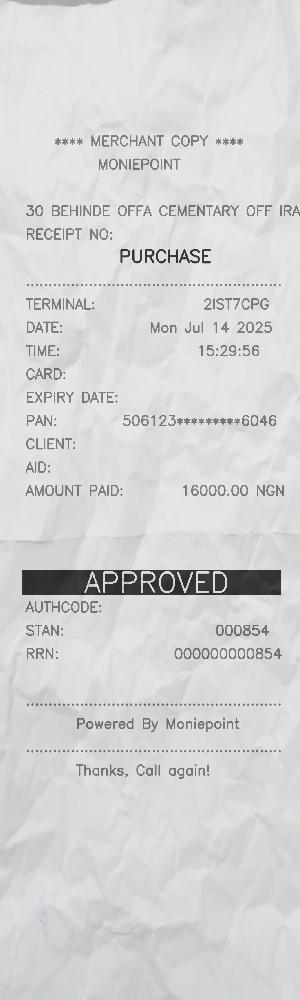 **** MERCHANT COPY ****
MONIEPOINT
30 BEHINDE OFFA CEMENTARY OFF IRA
RECEIPT NO:
PURCHASE
TERMINAL: 2IST7CPG
DATE: Mon Jul 14 2025
TIME: 15:29:56
CARD:
EXPIRY DATE:
PAN: 506123*********6046
CLIENT:
AID:
AMOUNT PAID: 16000.00 NGN
APPROVED
AUTHCODE:
STAN: 000854
RRN: 000000000854
Powered By Moniepoint
Thanks, Call again!